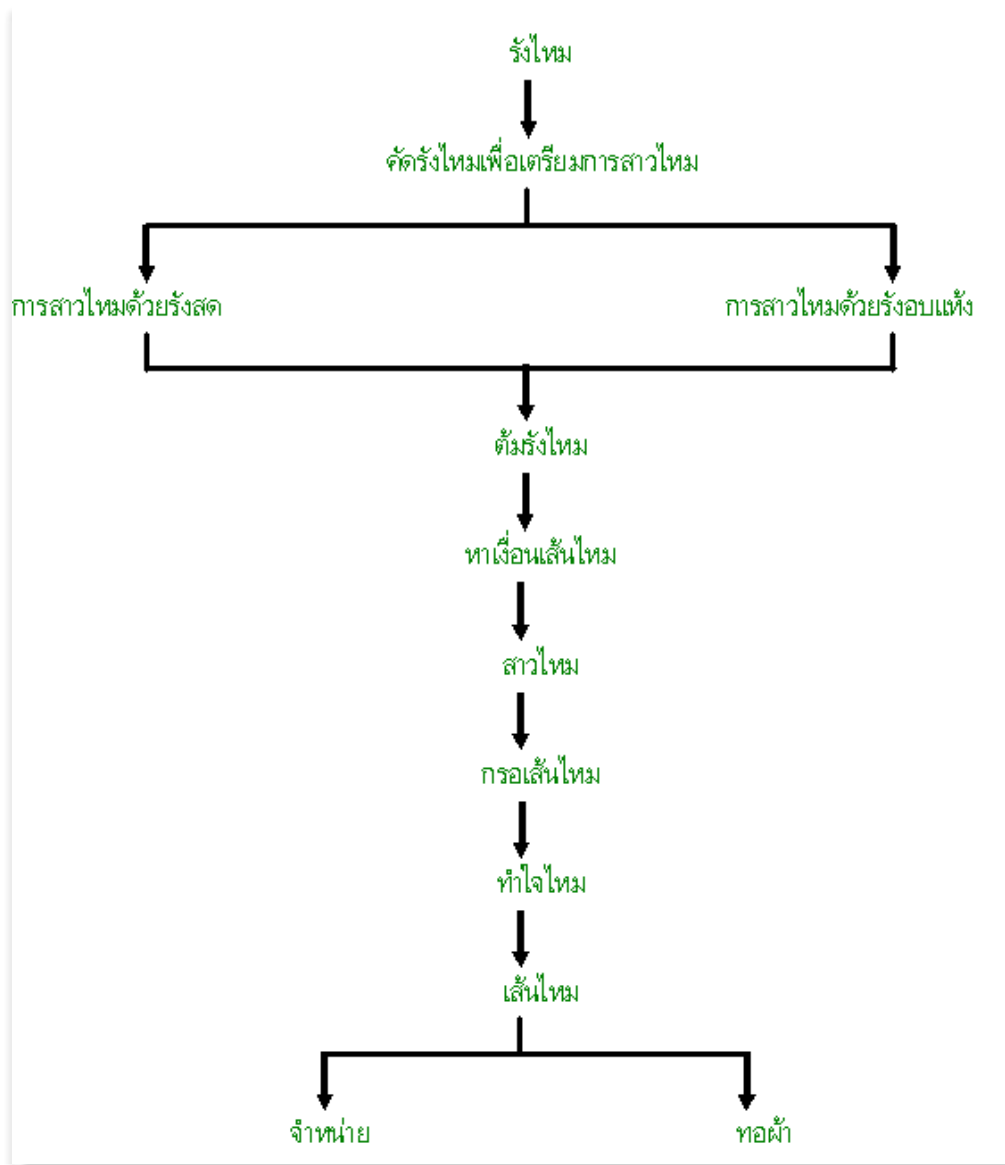 รังไหม
คัดรังไหมเพื่อเตรียมการสาวไหม
การสาวไหมด้วยรังสด
การสาวไหมด้วยรังอบแห้ง
ต้มรังไหม
หาเงื่อนเส้นไหม
สาวไหม
กรอเส้นไหม
ทำใจไหม
เส้นไหม
จำหน่าย
ทอผ้า